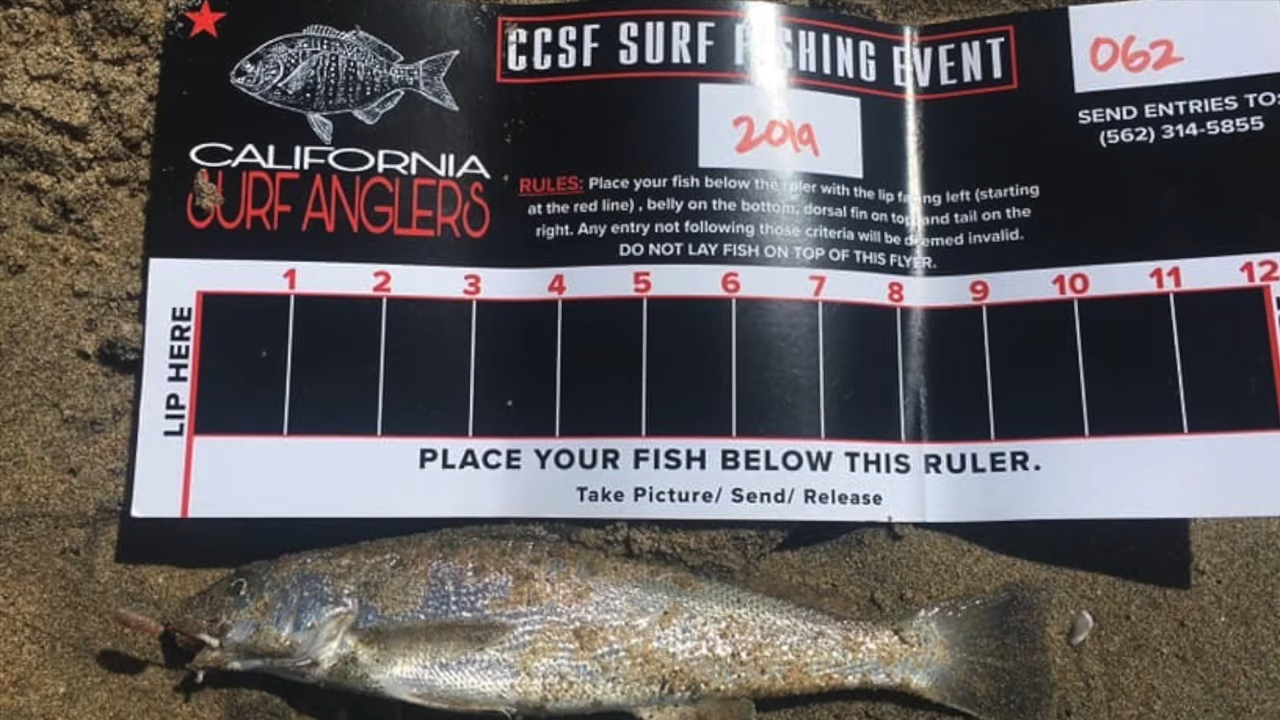 CCSF SURF FISHING EVENT
062
2019
SEND ENTRIES TO:
(562) 314-5855
CALIFORNIA
SURF ANGLERS
RULES: Place your fish below the ruler with the lip facing left (starting
at the red line) , belly on the bottom, dorsal fin on top and tail on the
right. Any entry not following those criteria will be deemed invalid.
DO NOT LAY FISH ON TOP OF THIS FLYER.
1 2 3 4 5 6 7 8 9 10 11 12
LIP HERE
PLACE YOUR FISH BELOW THIS RULER.
Take Picture/ Send/ Release